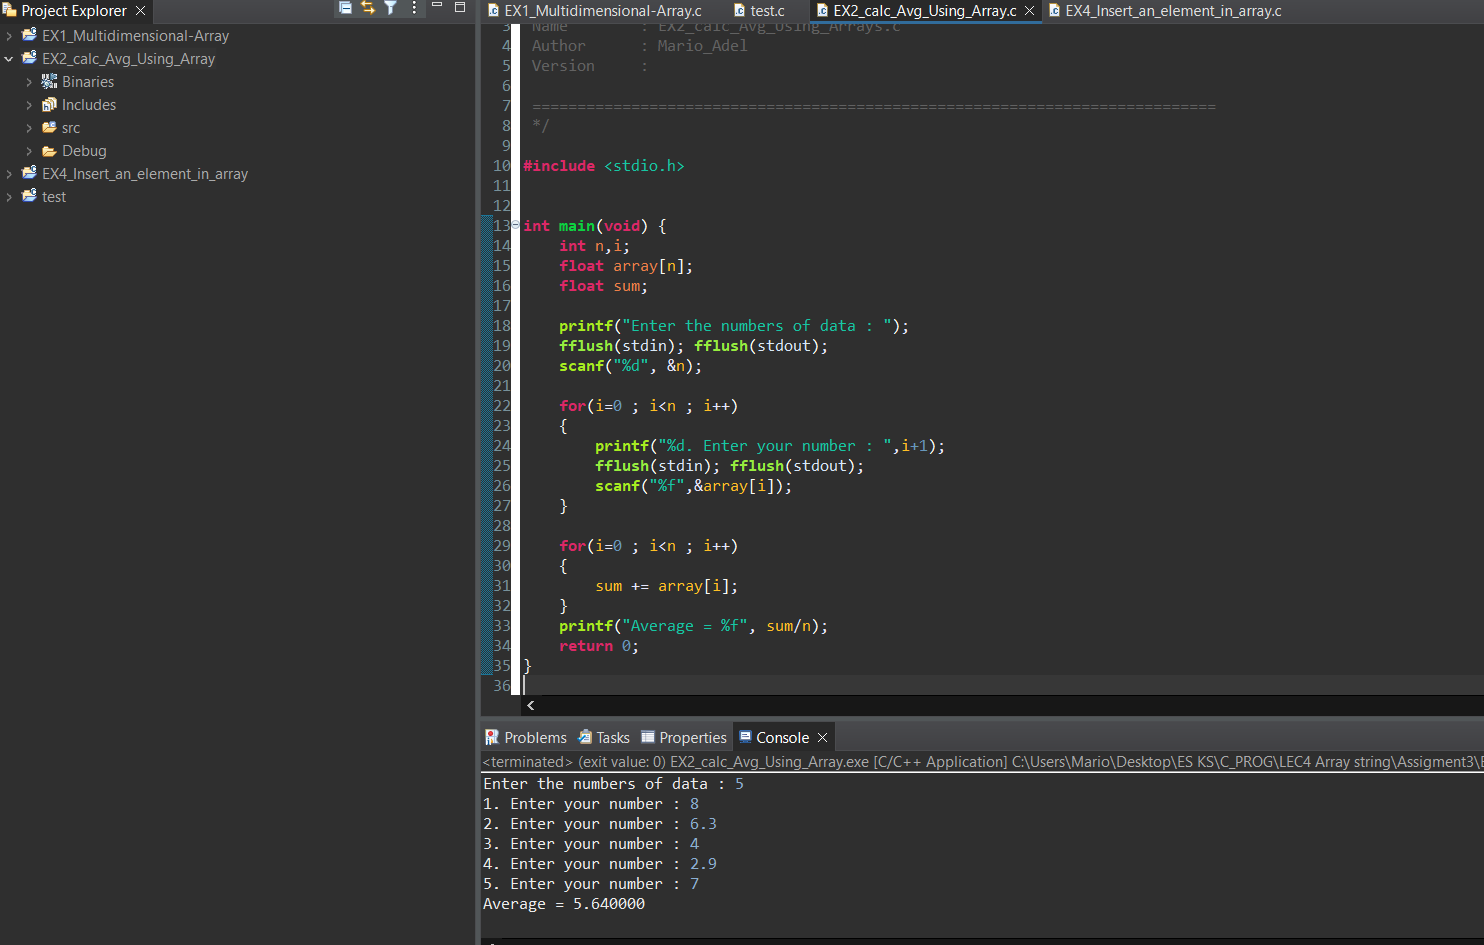 Project Explorer
EX1_Multidimensional-Array
EX2_calc_Avg_Using_Array
Binaries
Includes
src
Debug
EX4_Insert_an_element_in_array
test
EX1_Multidimensional-Array.c test.c EX2_calc_Avg_Using_Array.c EX4_Insert_an_element_in_array.c
3 Name : EX2_calc_Avg_Using_Arrays.c
4 Author : Mario_Adel
5 Version :
6
7 ============================================================================
8 */
9
10 #include <stdio.h>
11
12
13 int main(void) {
14 int n,i;
15 float array[n];
16 float sum;
17
18 printf("Enter the numbers of data : ");
19 fflush(stdin); fflush(stdout);
20 scanf("%d", &n);
21
22 for(i=0 ; i<n ; i++)
23 {
24 printf("%d. Enter your number : ",i+1);
25 fflush(stdin); fflush(stdout);
26 scanf("%f",&array[i]);
27 }
28
29 for(i=0 ; i<n ; i++)
30 {
31 sum += array[i];
32 }
33 printf("Average = %f", sum/n);
34 return 0;
35 }
36
Problems Tasks Properties Console
<terminated> (exit value: 0) EX2_calc_Avg_Using_Array.exe [C/C++ Application] C:\Users\Mario\Desktop\ES KS\C_PROG\LEC4 Array string\Assigment3\
Enter the numbers of data : 5
1. Enter your number : 8
2. Enter your number : 6.3
3. Enter your number : 4
4. Enter your number : 2.9
5. Enter your number : 7
Average = 5.640000